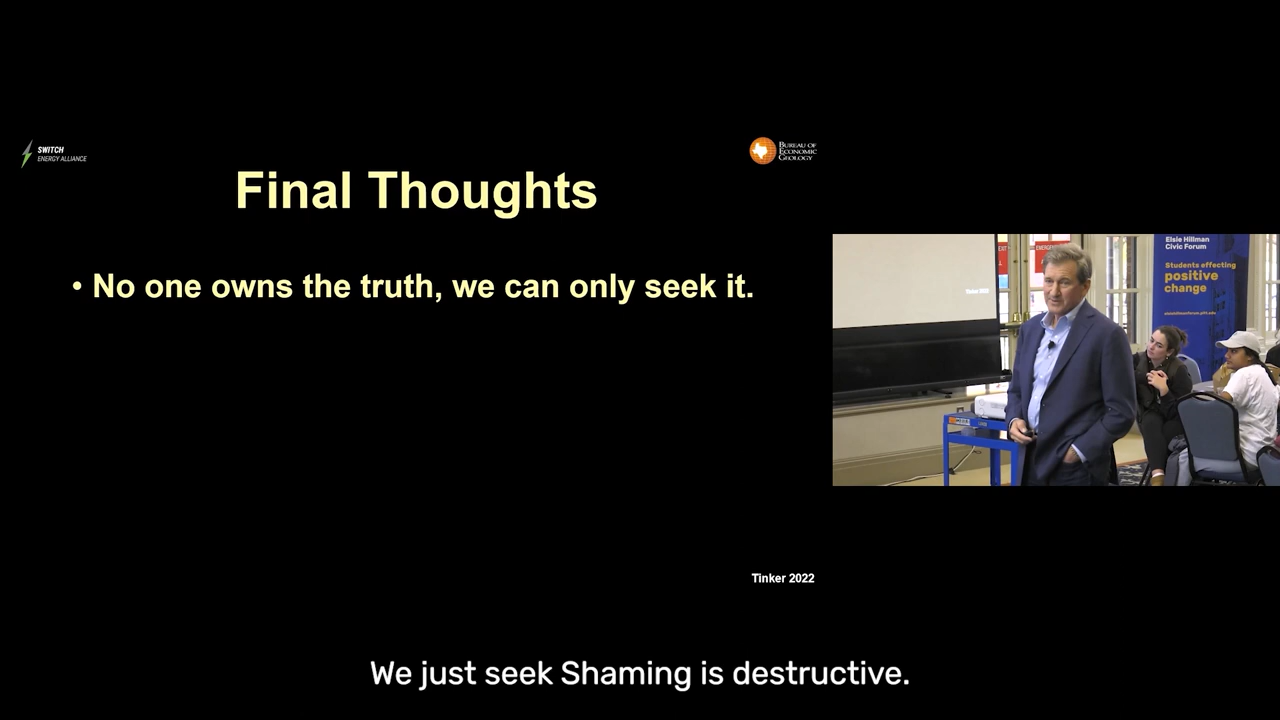 SWITCH
ENERGY ALLIANCE
BUREAU OF
ECONOMIC
GEOLOGY
Final Thoughts
• No one owns the truth, we can only seek it.
Elsie Hillman
Civic Forum
Students effecting
positive
change
Tinker 2022
We just seek Shaming is destructive.